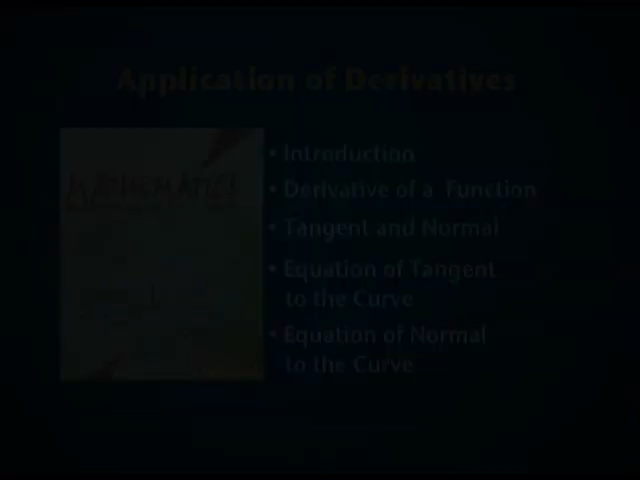 Application of Derivatives
MATHEMATICS
• Introduction
• Derivative of a Function
• Tangent and Normal
• Equation of Tangent
to the Curve
• Equation of Normal
to the Curve